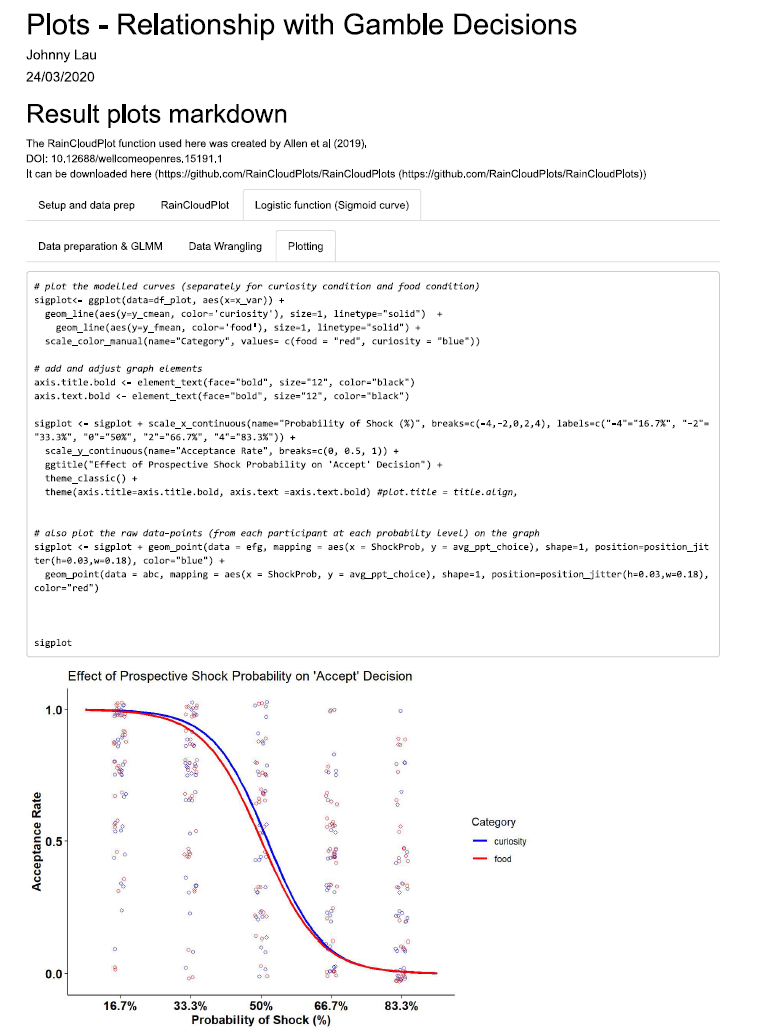 Plots - Relationship with Gamble Decisions
Johnny Lau
24/03/2020
Result plots markdown
The RainCloudPlot function used here was created by Allen et al (2019),
DOI: 10.12688/wellcomeopenres.15191.1
It can be downloaded here (https://github.com/RainCloudPlots/RainCloudPlots (https://github.com/RainCloudPlots/RainCloudPlots))
Setup and data prep RainCloudPlot Logistic function (Sigmoid curve)
Data preparation & GLMM Data Wrangling Plotting
# plot the modelled curves (separately for curiosity condition and food condition)
sigplot<- ggplot(data=df_plot, aes(x=x_var)) +
geom_line(aes(y=y_cmean, color='curiosity'), size=1, linetype="solid") +
geom_line(aes(y=y_fmean, color='food'), size=1, linetype="solid") +
scale_color_manual(name="Category", values= c(food = "red", curiosity = "blue"))
# add and adjust graph elements
axis.title.bold <- element_text(face="bold", size="12", color="black")
axis.text.bold <- element_text(face="bold", size="12", color="black")
sigplot <- sigplot + scale_x_continuous(name="Probability of Shock (%)", breaks=c(-4,-2,0,2,4), labels=c("-4"="16.7%", "-2"=
"33.3%", "0"="50%", "2"="66.7%", "4"="83.3%")) +
scale_y_continuous(name="Acceptance Rate", breaks=c(0, 0.5, 1)) +
ggtitle("Effect of Prospective Shock Probability on 'Accept' Decision") +
theme_classic() +
theme(axis.title=axis.title.bold, axis.text =axis.text.bold) #plot.title = title.align,
# also plot the raw data-points (from each participant at each probabilty level) on the graph
sigplot <- sigplot + geom_point(data = efg, mapping = aes(x = ShockProb, y = avg_ppt_choice), shape=1, position=position_jit
ter(h=0.03,w=0.18), color="blue") +
geom_point(data = abc, mapping = aes(x = ShockProb, y = avg_ppt_choice), shape=1, position=position_jitter(h=0.03,w=0.18),
color="red")
sigplot
Effect of Prospective Shock Probability on 'Accept' Decision
1.0
0.5
0.0
Acceptance Rate
16.7% 33.3% 50% 66.7% 83.3%
Probability of Shock (%)
Category
curiosity
food